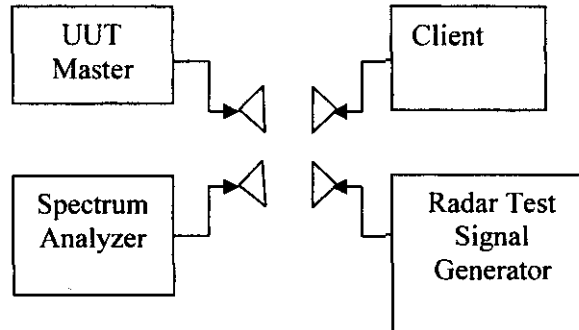 UUT
Master
Client
Spectrum
Analyzer
Radar Test
Signal
Generator